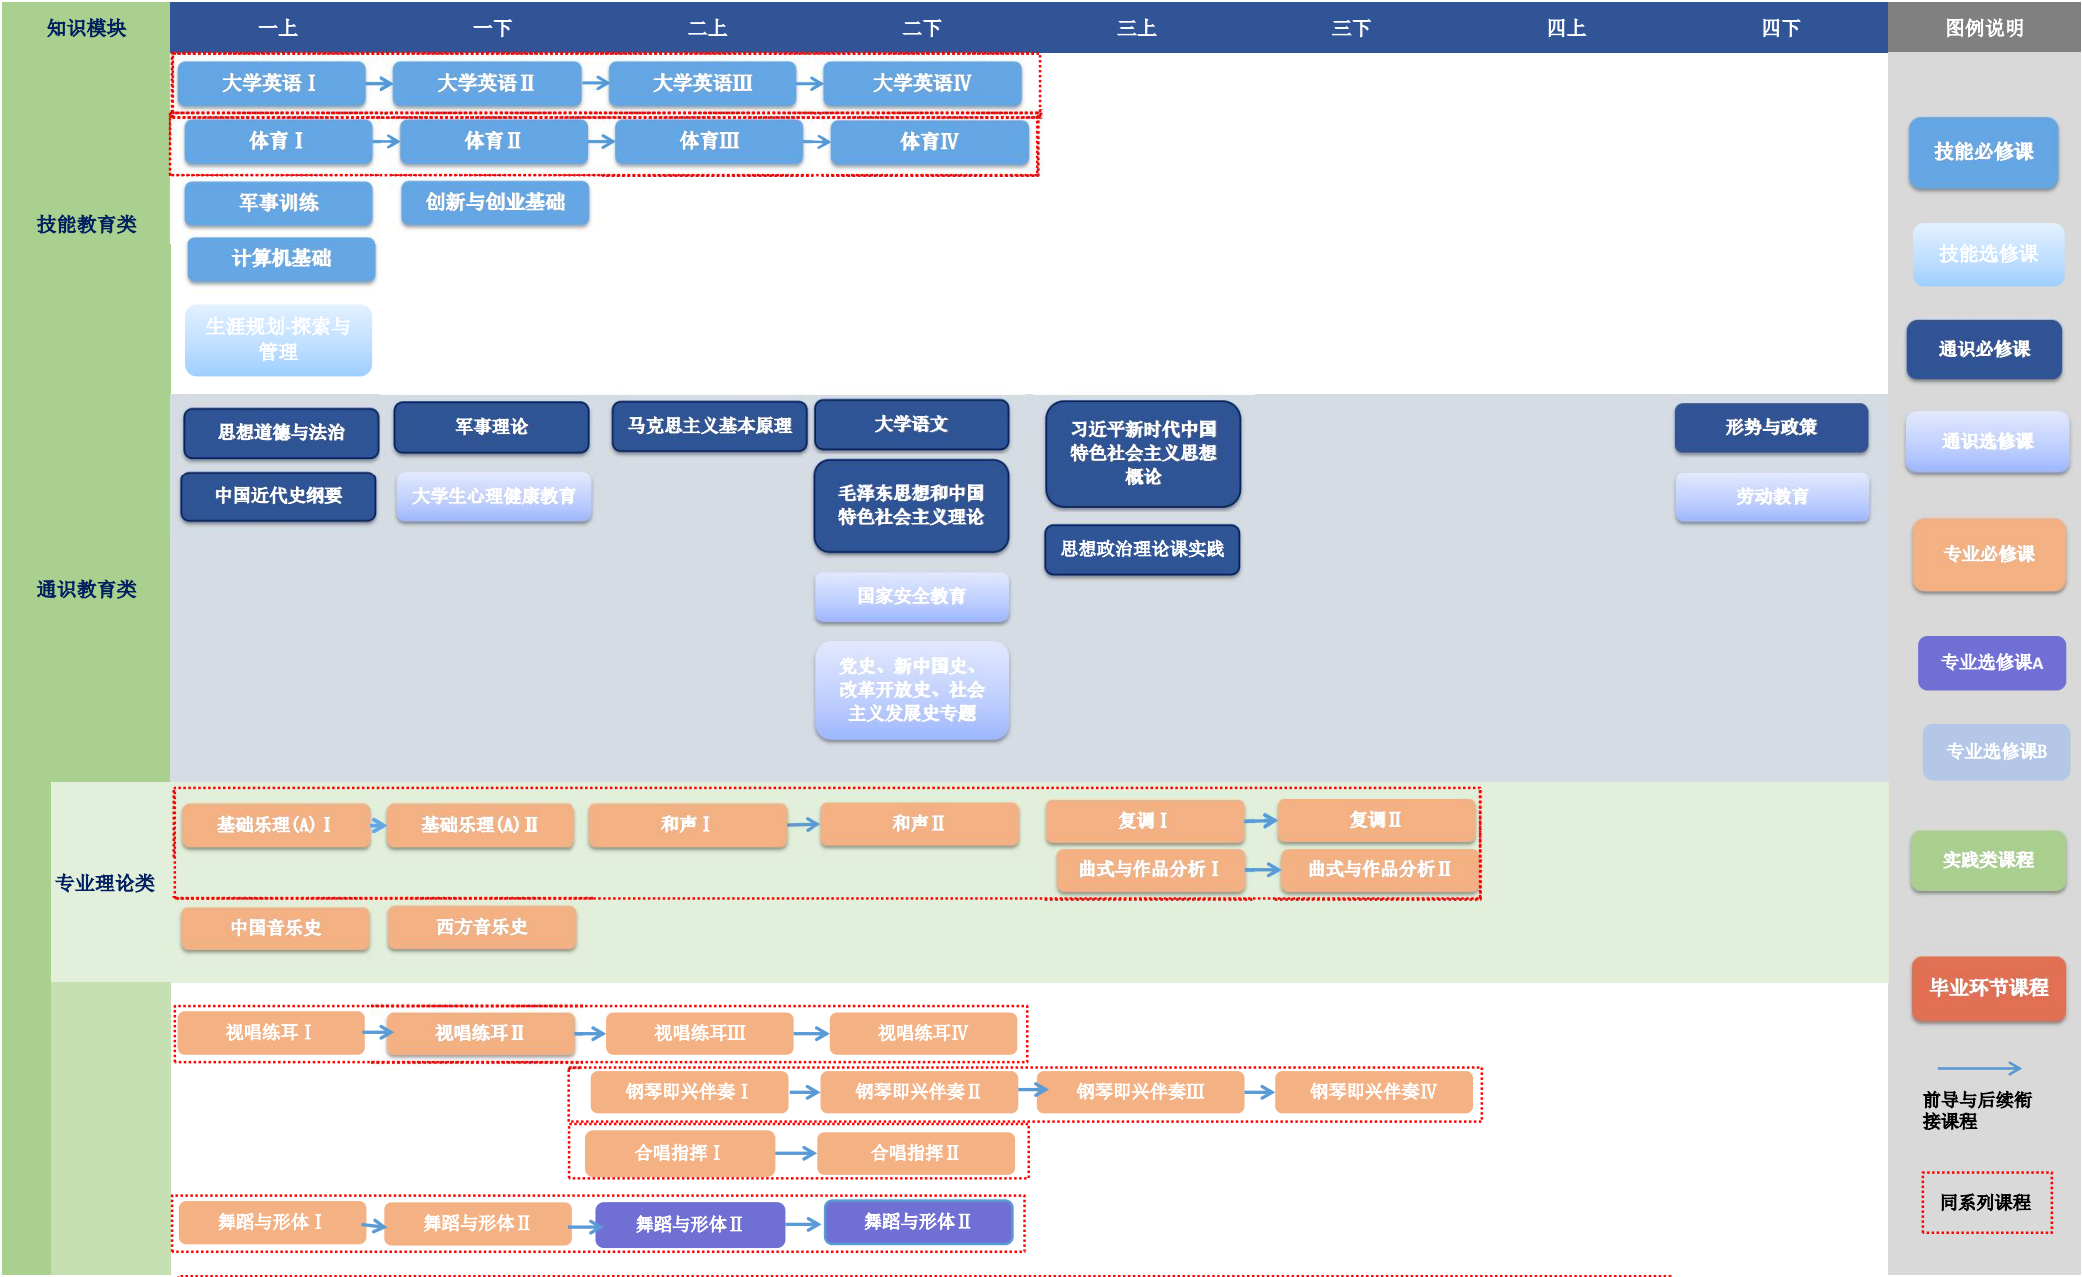 知识模块
一上
一下
二上
二下
三上
三下
四上
四下
图例说明
技能教育类
大学英语Ⅰ
大学英语Ⅱ
大学英语Ⅲ
大学英语Ⅳ
体育Ⅰ
体育Ⅱ
体育Ⅲ
体育Ⅳ
军事训练
创新与创业基础
计算机基础
生涯规划-探索与
管理
通识教育类
思想道德与法治
军事理论
马克思主义基本原理
大学语文
习近平新时代中国
特色社会主义思想
概论
形势与政策
中国近代史纲要
大学生心理健康教育
毛泽东思想和中国
特色社会主义理论
思想政治理论课实践
劳动教育
国家安全教育
党史、新中国史、
改革开放史、社会
主义发展史专题
专业理论类
基础乐理(A)Ⅰ
基础乐理(A)Ⅱ
和声Ⅰ
和声Ⅱ
复调Ⅰ
复调Ⅱ
曲式与作品分析Ⅰ
曲式与作品分析Ⅱ
中国音乐史
西方音乐史
视唱练耳Ⅰ
视唱练耳Ⅱ
视唱练耳Ⅲ
视唱练耳Ⅳ
钢琴即兴伴奏Ⅰ
钢琴即兴伴奏Ⅱ
钢琴即兴伴奏Ⅲ
钢琴即兴伴奏Ⅳ
合唱指挥Ⅰ
合唱指挥Ⅱ
舞蹈与形体Ⅰ
舞蹈与形体Ⅱ
舞蹈与形体Ⅱ
舞蹈与形体Ⅱ
技能必修课
技能选修课
通识必修课
通识选修课
专业必修课
专业选修课A
专业选修课B
实践类课程
毕业环节课程
前导与后续衔
接课程
同系列课程